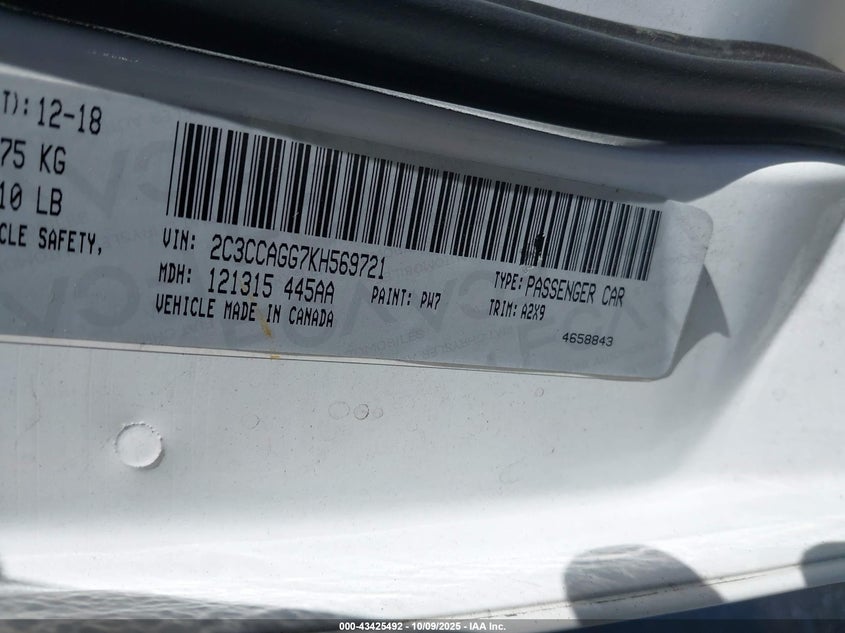 T): 12-18
75 KG
10 LB
CLE SAFETY,
VIN: 2C3CCAGG7KH569721
TYPE: PASSENGER CAR
MDH: 121315 445AA
PAINT: PW7
TRIM: A2X9
VEHICLE MADE IN CANADA
4658843
000-43425492 - 10/09/2025 - IAA Inc.